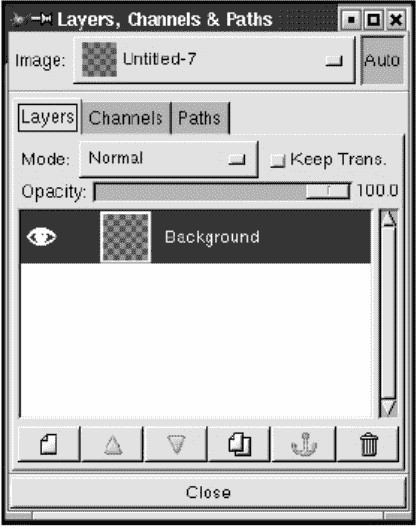 Layers, Channels & Paths
Image: Untitled-7 Auto
Layers Channels Paths
Mode: Normal Keep Trans.
Opacity: 100.0
Background
Close